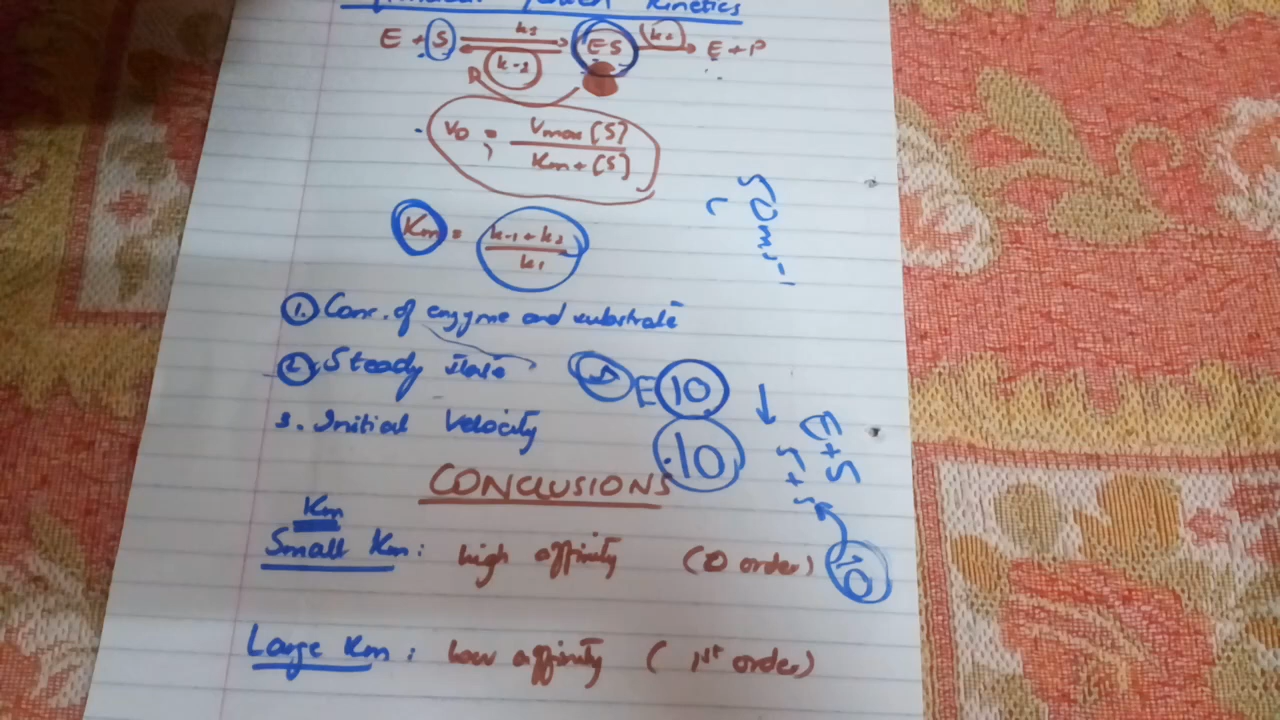 Kinetics
E + S k1 ES k2 E + P
k-1
Vo = Vmax [S]
Km + [S]
Km = k-1 + k2
k1
1. Conc. of enzyme and substrate
2. Steady state
3. Initial Velocity
E 10
10
E+S
10
CONCLUSIONS
Km
Small Km: high affinity (0 order)
Large Km: low affinity (1st order)